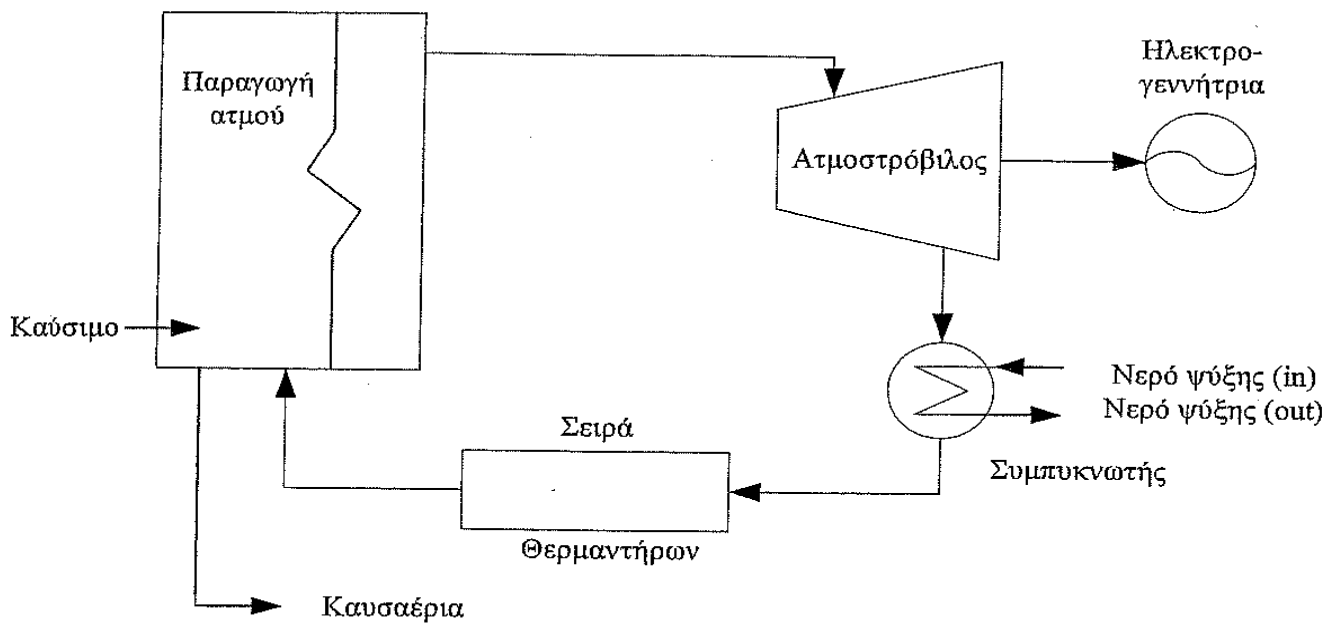 Παραγωγή
ατμού
Ηλεκτρο-
γεννήτρια
Ατμοστρόβιλος
Καύσιμο
Νερό ψύξης (in)
Νερό ψύξης (out)
Σειρά
Συμπυκνωτής
Θερμαντήρων
Καυσαέρια